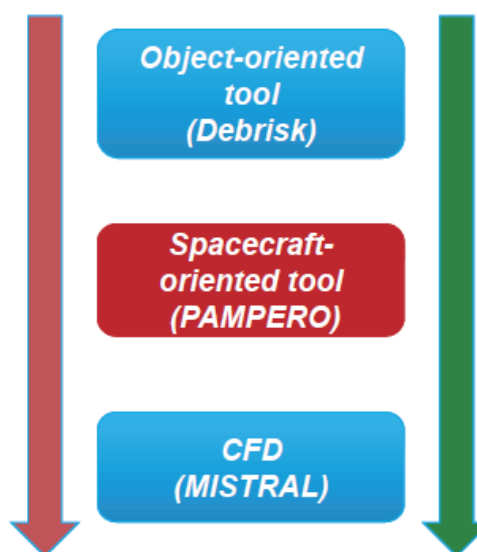 Object-oriented
tool
(Debrisk)
Spacecraft-
oriented tool
(PAMPERO)
CFD
(MISTRAL)